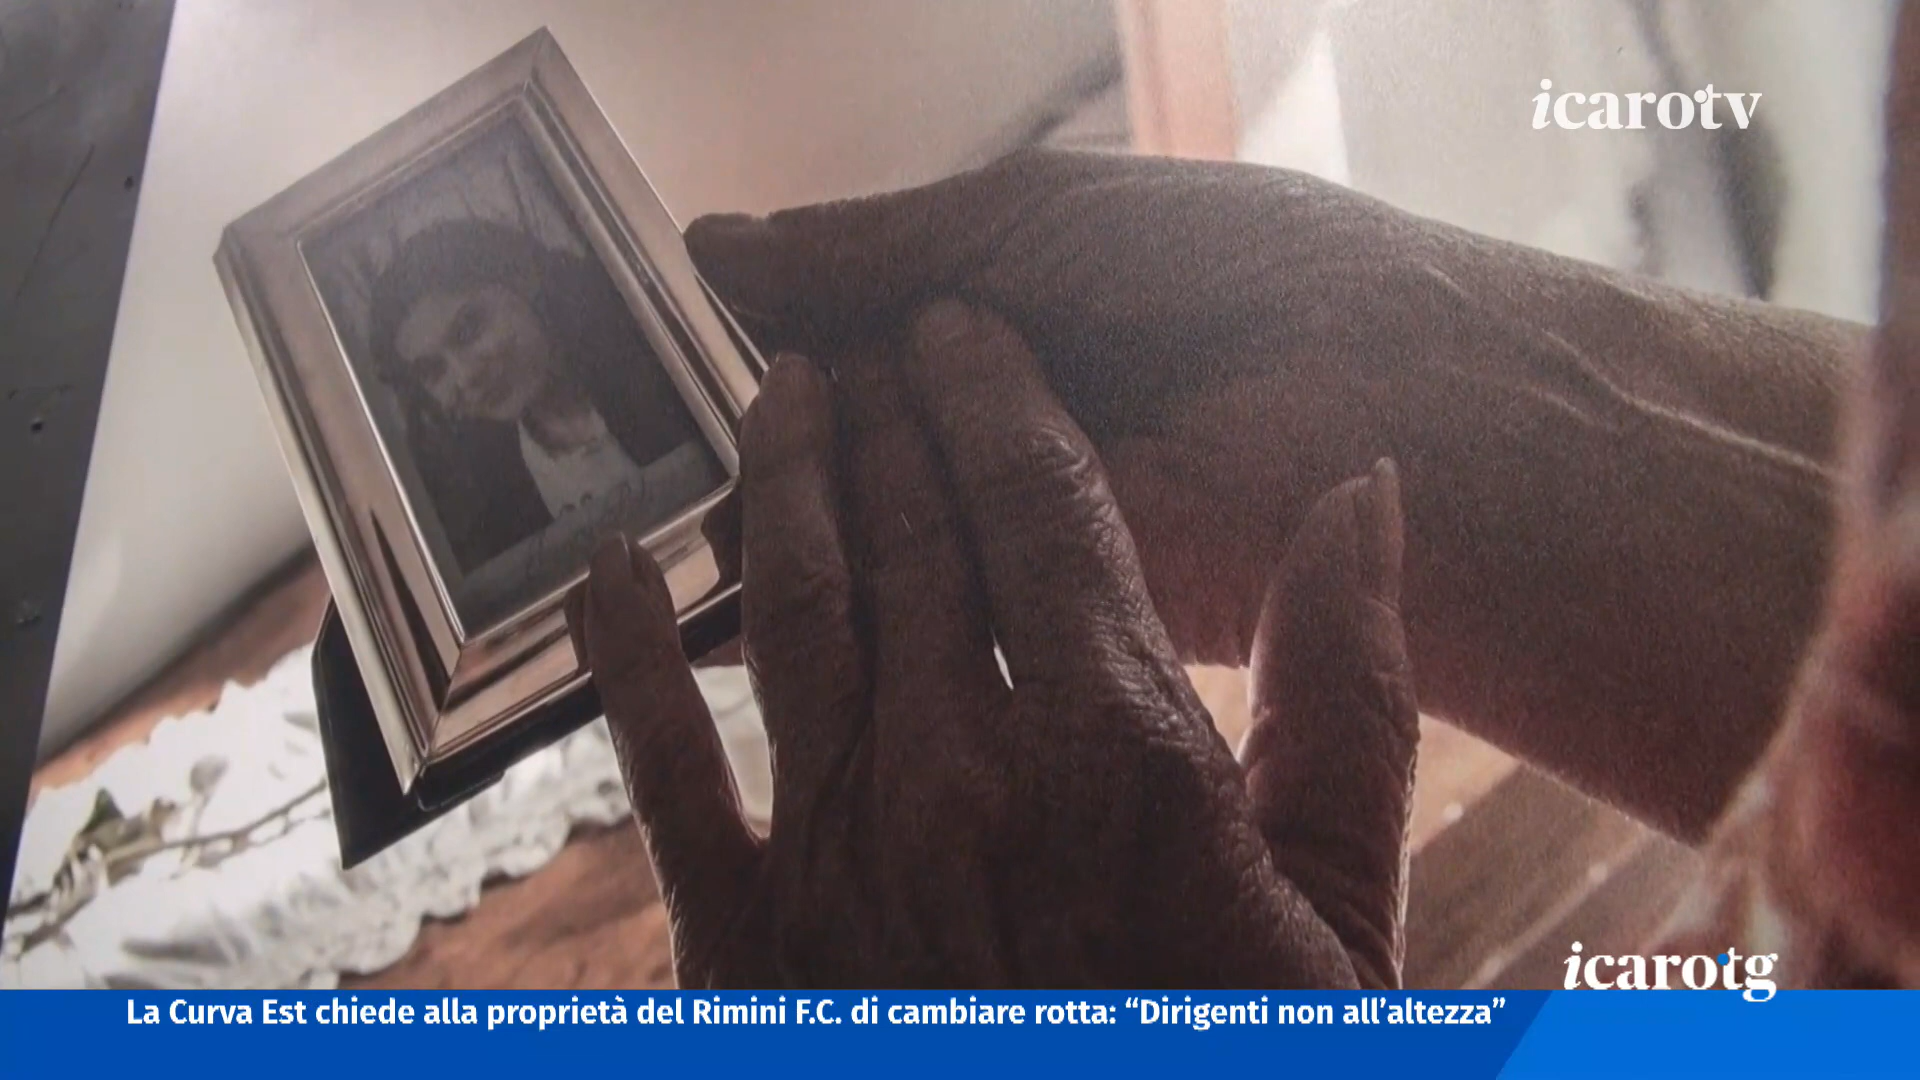 icarotv
icarotg
La Curva Est chiede alla proprietà del Rimini F.C. di cambiare rotta: “Dirigenti non all’altezza”